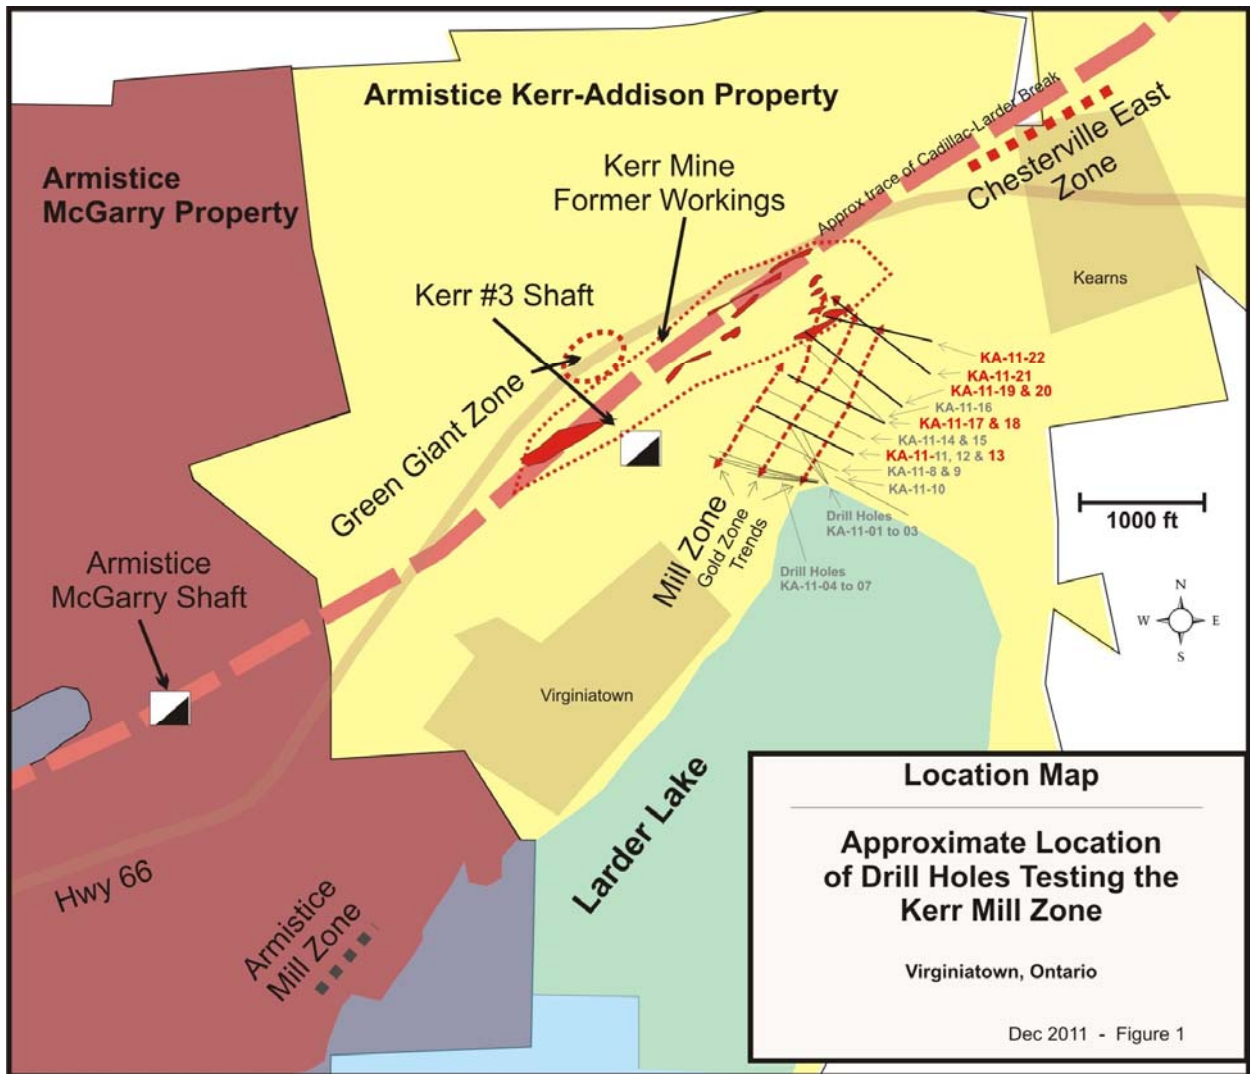 Armistice Kerr-Addison Property
Armistice
McGarry Property
Kerr Mine
Former Workings
Approx trace of Cadillac-Larder Break
Chesterville East
Zone
Kearns
Kerr #3 Shaft
Green Giant Zone
KA-11-22
KA-11-21
KA-11-19 & 20
KA-11-16
KA-11-17 & 18
KA-11-14 & 15
KA-11-11, 12 & 13
KA-11-8 & 9
KA-11-10
Drill Holes
KA-11-01 to 03
Drill Holes
KA-11-04 to 07
Mill Zone
Gold Zone
Trends
1000 ft
N
W
E
S
Armistice
McGarry Shaft
Virginiatown
Larder Lake
Hwy 66
Armistice
Mill Zone
Location Map
Approximate Location
of Drill Holes Testing the
Kerr Mill Zone
Virginiatown, Ontario
Dec 2011 - Figure 1